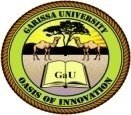 GARISSA UNIVERSITY
GaU
OASIS OF INNOVATION